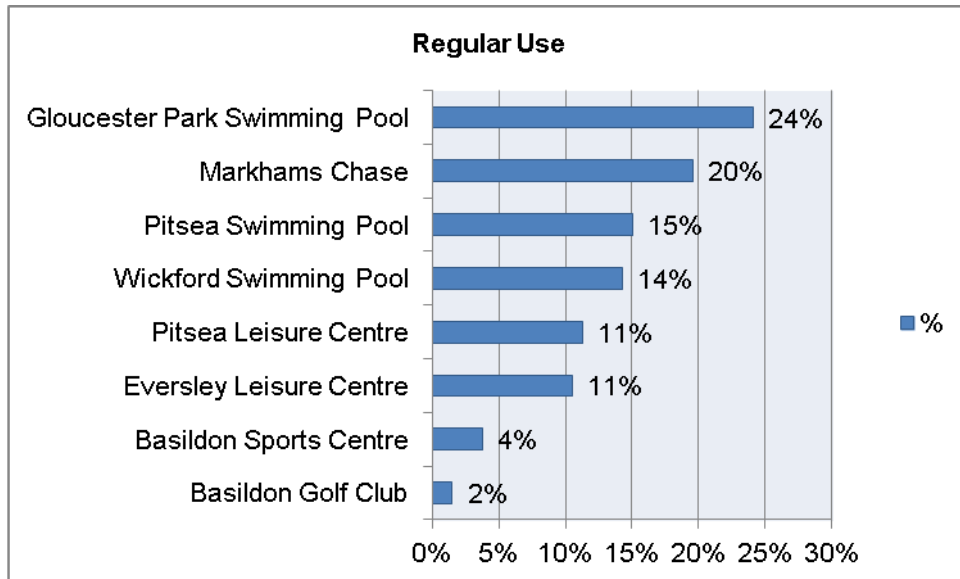 Regular Use
Gloucester Park Swimming Pool 24%
Markhams Chase 20%
Pitsea Swimming Pool 15%
Wickford Swimming Pool 14%
Pitsea Leisure Centre 11%
Eversley Leisure Centre 11%
Basildon Sports Centre 4%
Basildon Golf Club 2%
0% 5% 10% 15% 20% 25% 30%
%